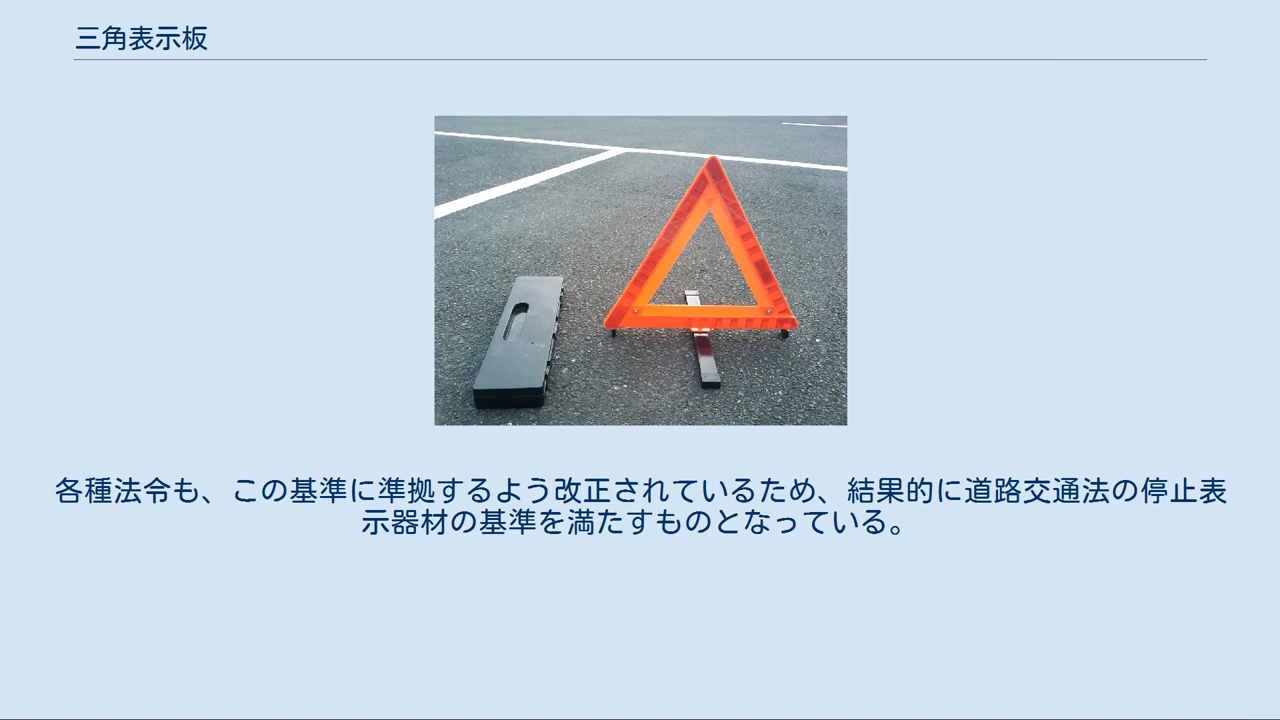 三角表示板
各種法令も、この基準に準拠するよう改正されているため、結果的に道路交通法の停止表
示器材の基準を満たすものとなっている。